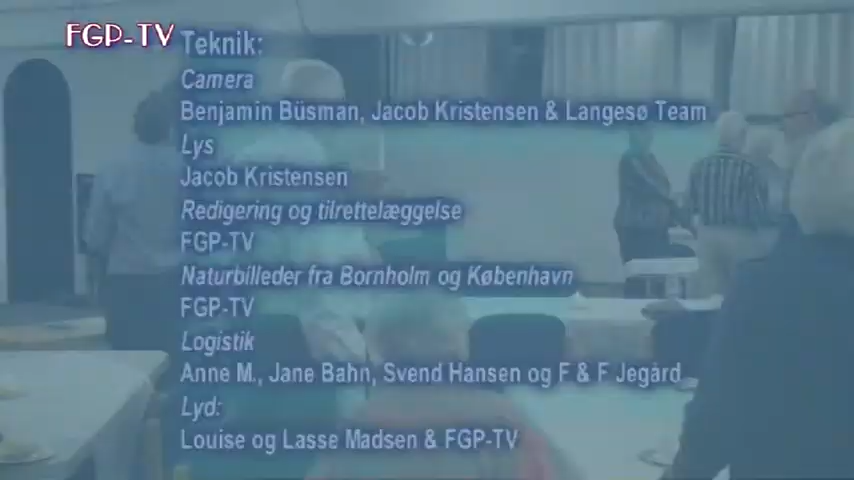 FGP-TV
Teknik:
Camera
Benjamin Büsman, Jacob Kristensen & Langesø Team
Lys
Jacob Kristensen
Redigering og tilrettelæggelse
FGP-TV
Naturbilleder fra Bornholm og København
FGP-TV
Logistik
Anne M., Jane Bahn, Svend Hansen og F & F Jegård
Lyd:
Louise og Lasse Madsen & FGP-TV